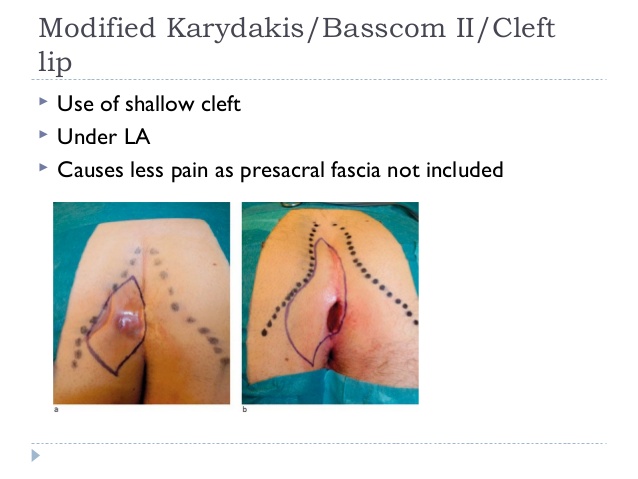 Modified Karydakis/Basscom II/Cleft
lip
Use of shallow cleft
Under LA
Causes less pain as presacral fascia not included
a
b